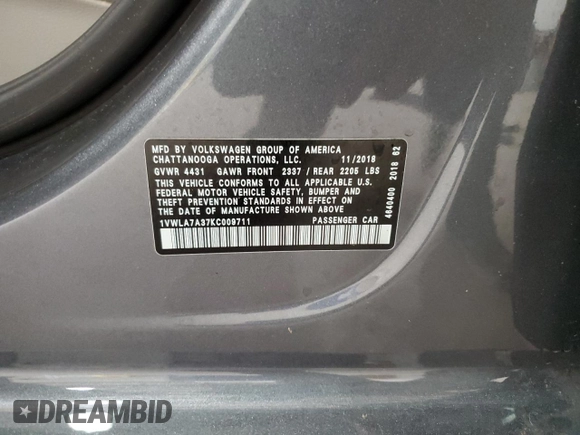 MFD BY VOLKSWAGEN GROUP OF AMERICA
CHATTANOOGA OPERATIONS, LLC. 11/2018
GVWR 4431 GAWR FRONT 2337 / REAR 2205 LBS
THIS VEHICLE CONFORMS TO ALL APPLICABLE U.S.
FEDERAL MOTOR VEHICLE SAFETY, BUMPER AND
THEFT PREVENTION STANDARDS IN EFFECT ON THE
DATE OF MANUFACTURE SHOWN ABOVE
1VWLA7A37KC009711 PASSENGER CAR
4640400 2018 62
DREAMBID